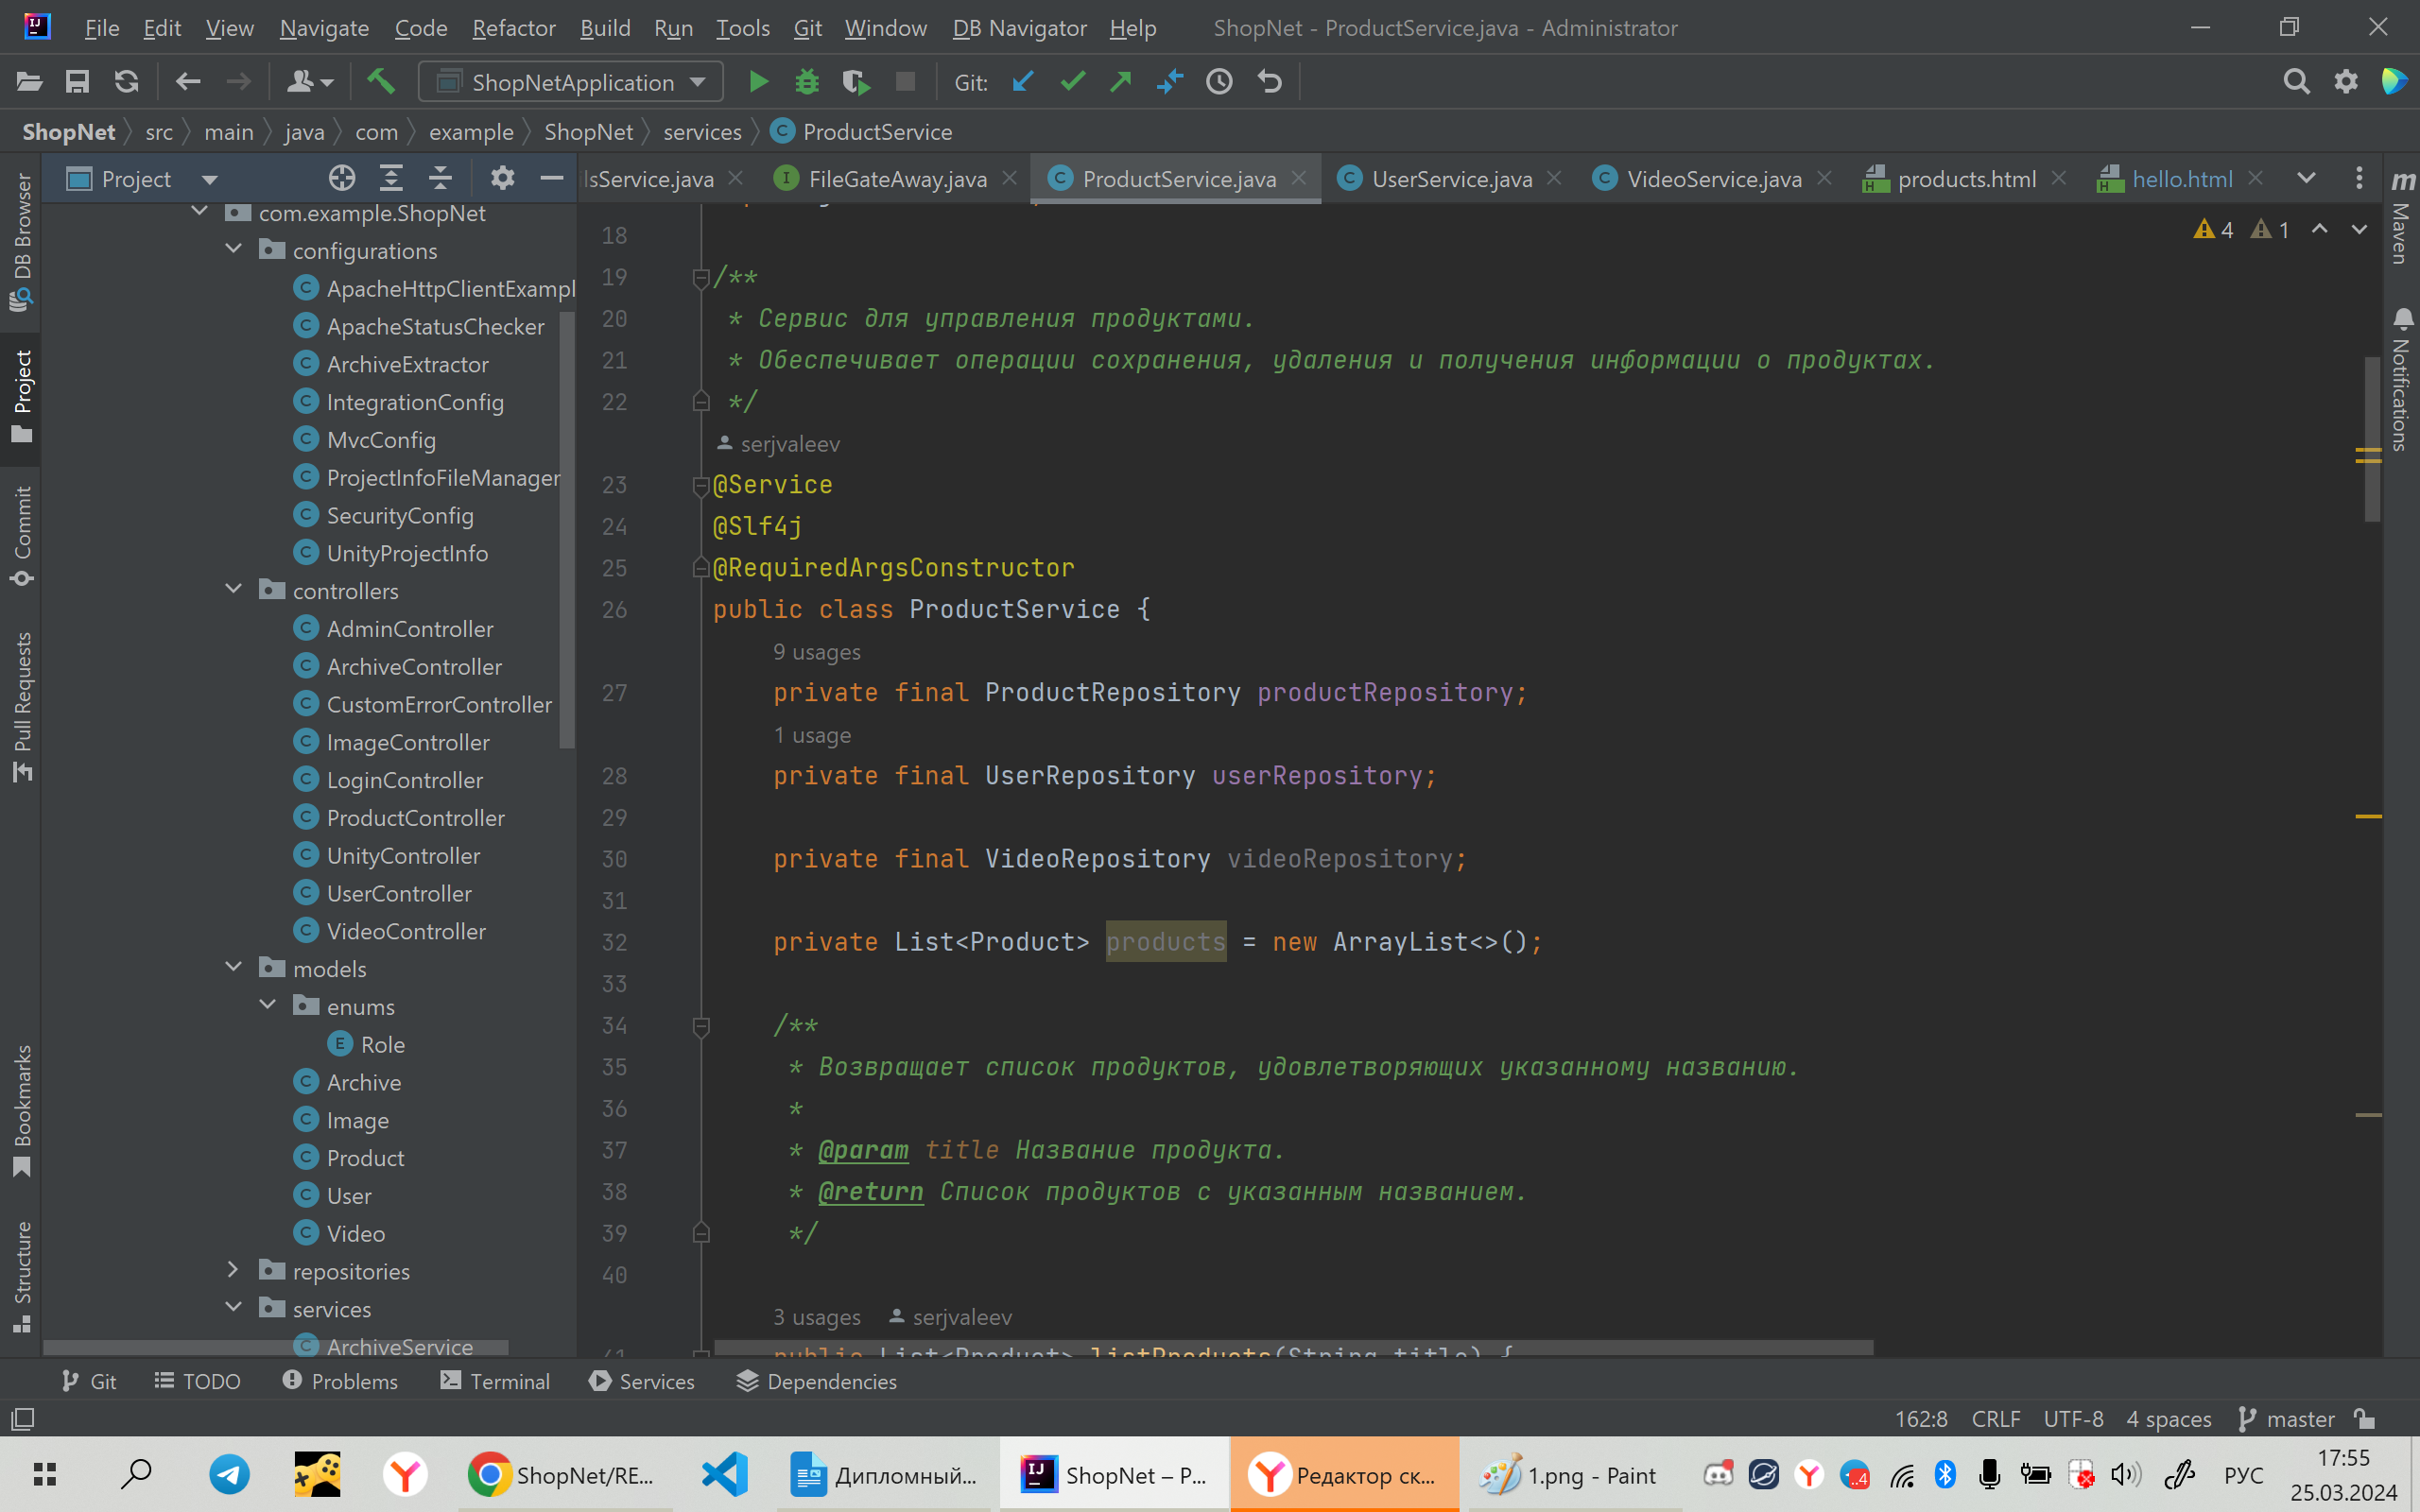 File Edit View Navigate Code Refactor Build Run Tools Git Window DB Navigator Help ShopNet - ProductService.java - Administrator
ShopNetApplication Git:
ShopNet src main java com example ShopNet services ProductService
Project
lsService.java FileGateAway.java ProductService.java UserService.java VideoService.java products.html hello.html
DB Browser
Project
Commit
Pull Requests
Bookmarks
Structure
com.example.ShopNet
configurations
ApacheHttpClientExampl
ApacheStatusChecker
ArchiveExtractor
IntegrationConfig
MvcConfig
ProjectInfoFileManager
SecurityConfig
UnityProjectInfo
controllers
AdminController
ArchiveController
CustomErrorController
ImageController
LoginController
ProductController
UnityController
UserController
VideoController
models
enums
Role
Archive
Image
Product
User
Video
repositories
services
ArchiveService
4 1
18
19 /**
20 * Сервис для управления продуктами.
21 * Обеспечивает операции сохранения, удаления и получения информации о продуктах.
22 */
serjvaleev
23 @Service
24 @Slf4j
25 @RequiredArgsConstructor
26 public class ProductService {
9 usages
27 private final ProductRepository productRepository;
1 usage
28 private final UserRepository userRepository;
29
30 private final VideoRepository videoRepository;
31
32 private List<Product> products = new ArrayList<>();
33
34 /**
35 * Возвращает список продуктов, удовлетворяющих указанному названию.
36 *
37 * @param title Название продукта.
38 * @return Список продуктов с указанным названием.
39 */
40
3 usages serjvaleev
41 public List<Product> listProducts(String title) {
Maven
Notifications
Git TODO Problems Terminal Services Dependencies
162:8 CRLF UTF-8 4 spaces master
ShopNet/RE... Дипломный... ShopNet – P... Редактор ск... 1.png - Paint РУС 17:55
25.03.2024